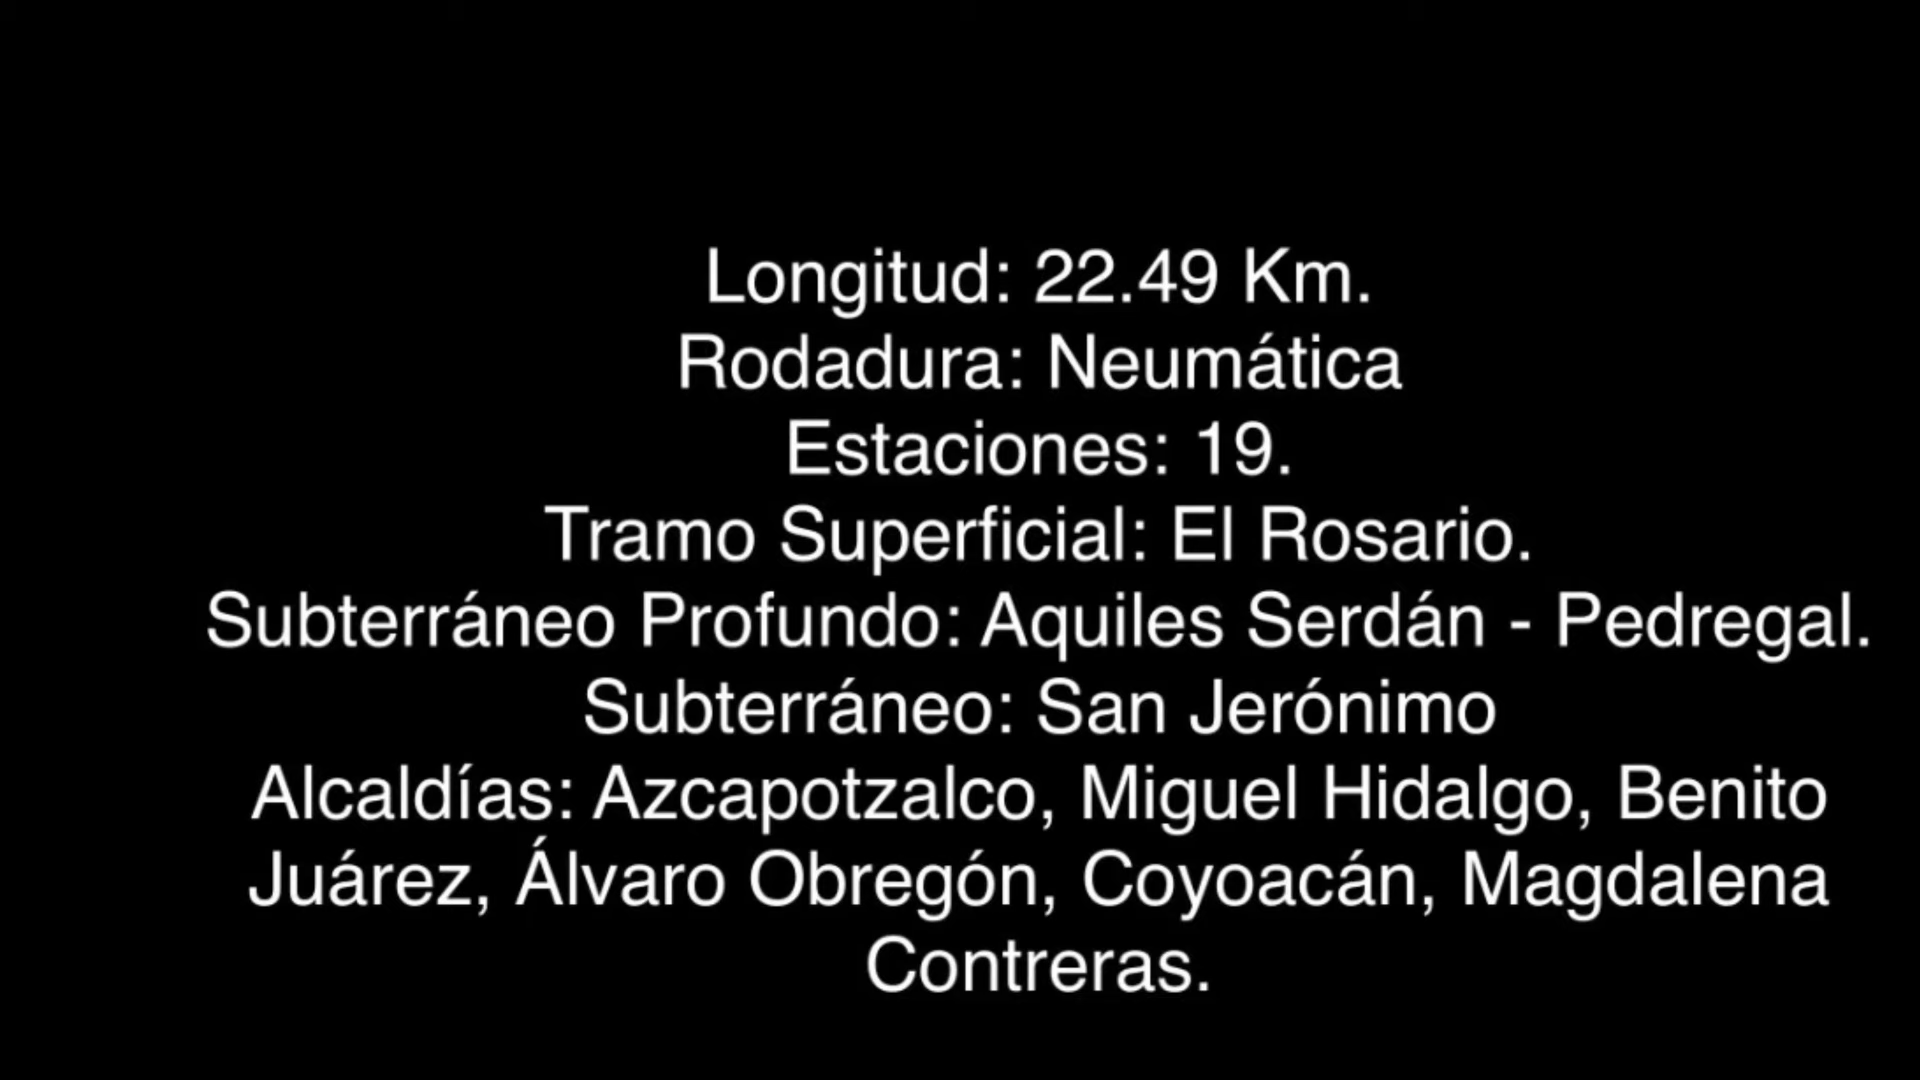 Longitud: 22.49 Km.
Rodadura: Neumática
Estaciones: 19.
Tramo Superficial: El Rosario.
Subterráneo Profundo: Aquiles Serdán - Pedregal.
Subterráneo: San Jerónimo
Alcaldías: Azcapotzalco, Miguel Hidalgo, Benito
Juárez, Álvaro Obregón, Coyoacán, Magdalena
Contreras.